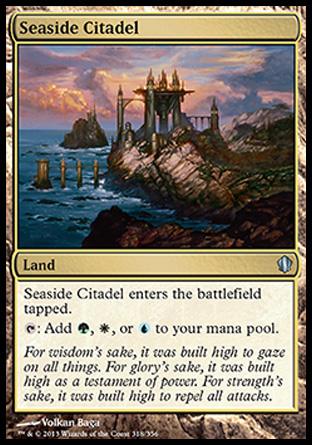 Seaside Citadel
Land
Seaside Citadel enters the battlefield
tapped.
: Add , , or to your mana pool.
For wisdom's sake, it was built high to gaze
on all things. For glory's sake, it was built
high as a testament of power. For strength's
sake, it was built high to repel all attacks.
Volkan Baga
™ & © 2013 Wizards of the Coast 318/356